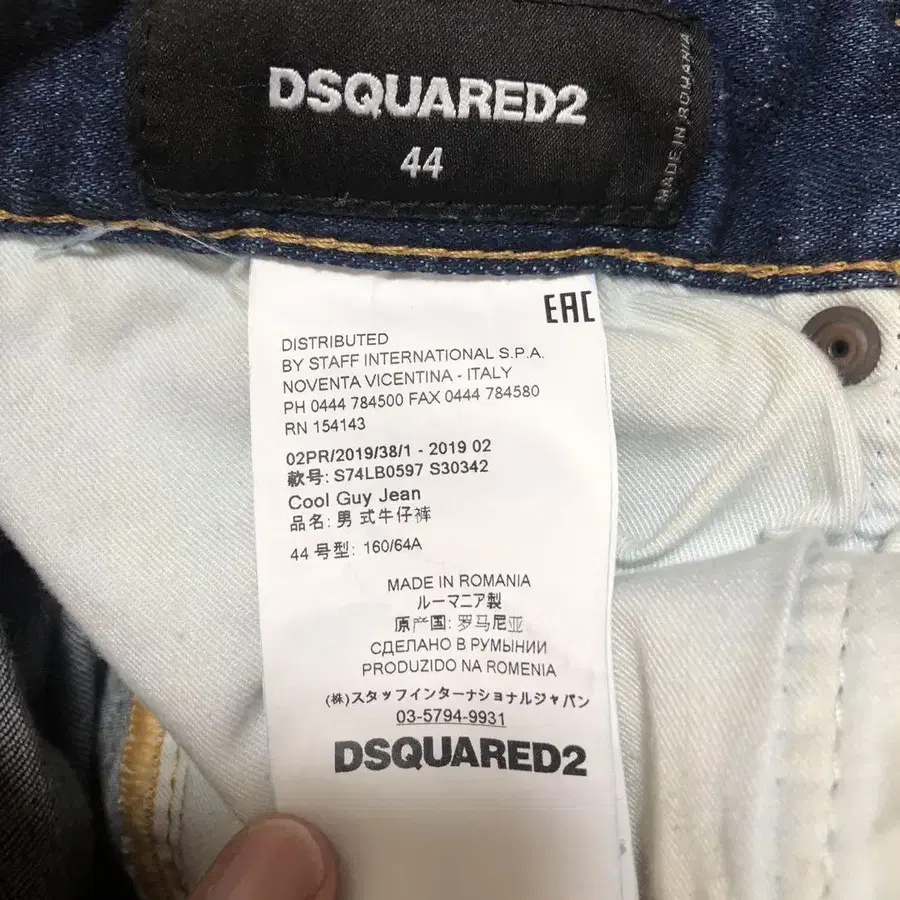 DSQUARED2
44
MADE IN ROMANIA
EAC
DISTRIBUTED
BY STAFF INTERNATIONAL S.P.A.
NOVENTA VICENTINA - ITALY
PH 0444 784500 FAX 0444 784580
RN 154143
02PR/2019/38/1 - 2019 02
款号: S74LB0597 S30342
Cool Guy Jean
品名: 男 式牛仔裤
44 号型: 160/64A
MADE IN ROMANIA
ルーマニア製
原产国: 罗马尼亚
СДЕЛАНО В РУМЫНИИ
PRODUZIDO NA ROMENIA
(株)スタッフインターナショナルジャパン
03-5794-9931
DSQUARED2